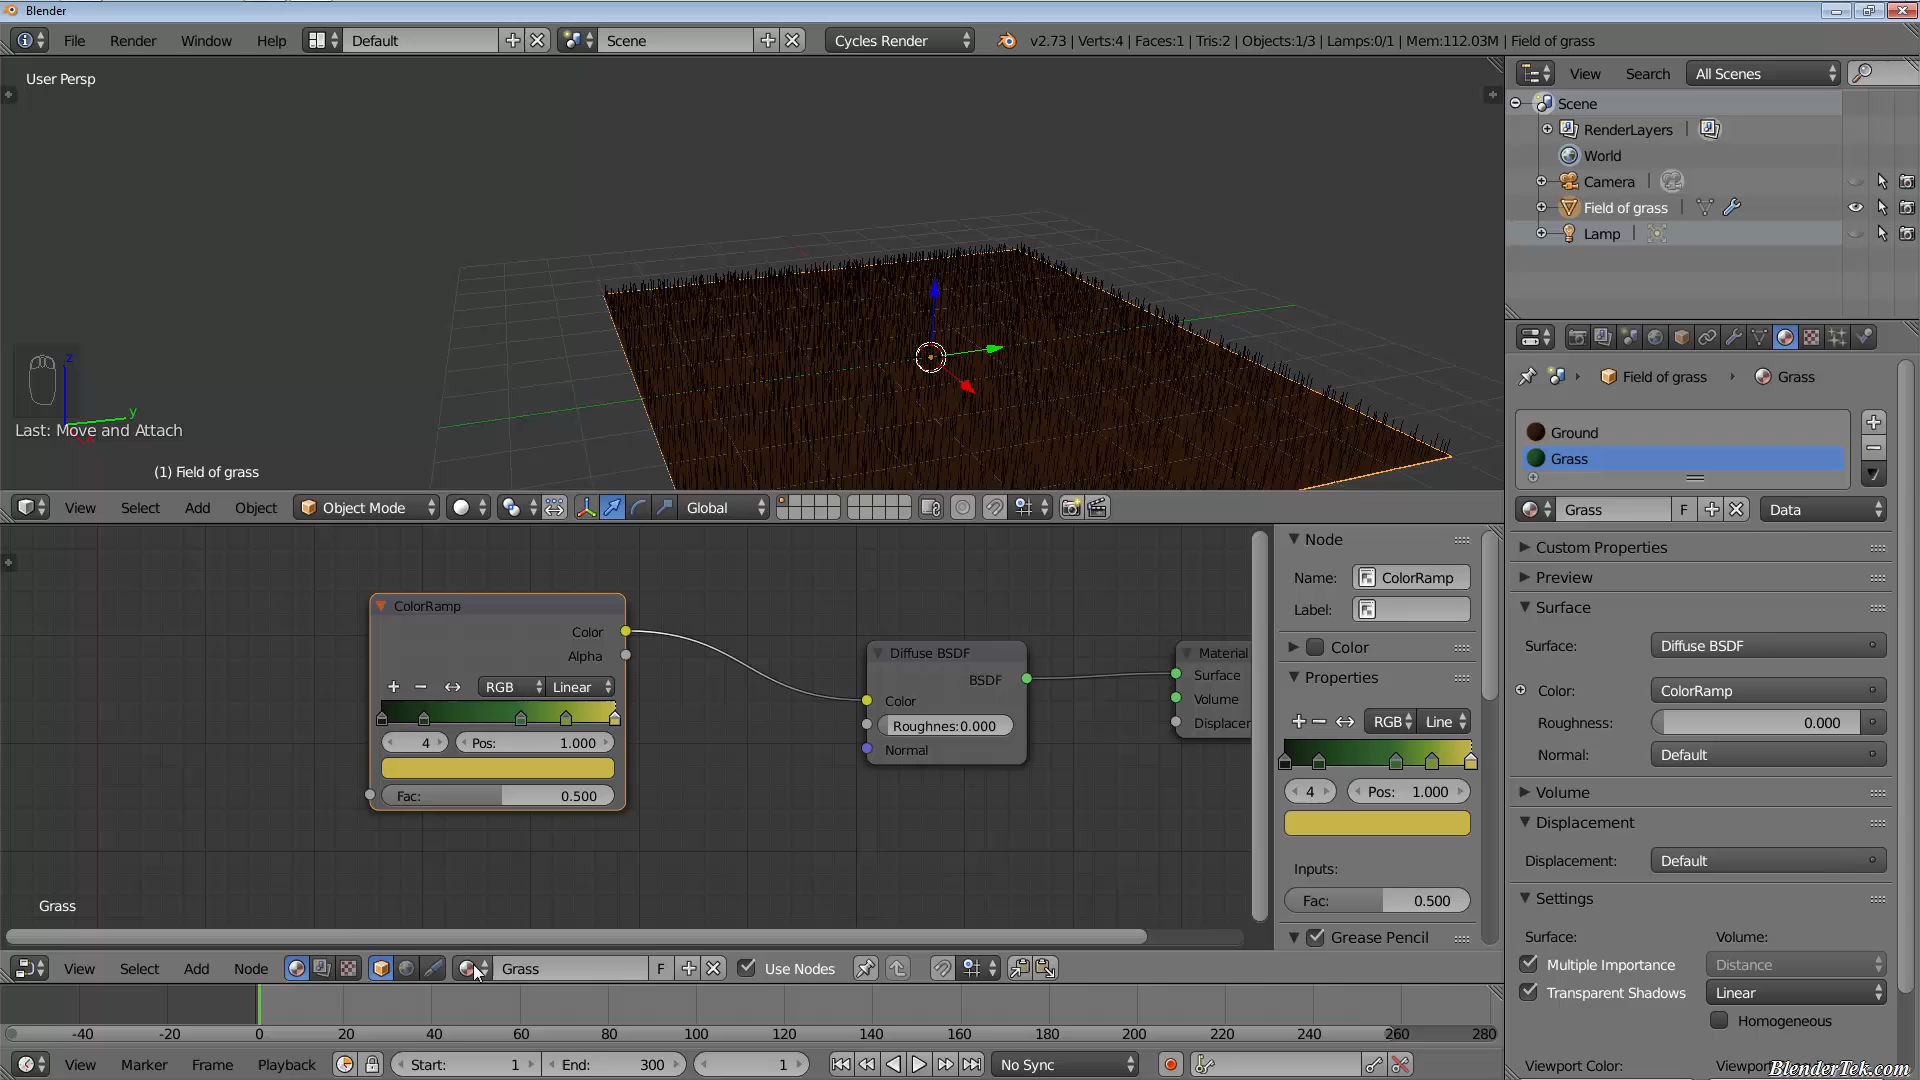 Blender
File Render Window Help Default Scene Cycles Render v2.73 | Verts:4 | Faces:1 | Tris:2 | Objects:1/3 | Lamps:0/1 | Mem:112.03M | Field of grass
User Persp
z
y
Last: Move and Attach
(1) Field of grass
View Select Add Object Object Mode Global
ColorRamp
Color
Alpha
RGB Linear
4 Pos: 1.000
Fac: 0.500
Diffuse BSDF
BSDF
Color
Roughnes:0.000
Normal
Material
Surface
Volume
Displacer
Grass
Node
Name: ColorRamp
Label:
Color
Properties
RGB Line
4 Pos: 1.000
Inputs:
Fac: 0.500
Grease Pencil
View Select Add Node Grass F Use Nodes
-40 -20 0 20 40 60 80 100 120 140 160 180 200 220 240 260 280
View Marker Frame Playback Start: 1 End: 300 1 No Sync
View Search All Scenes
Scene
RenderLayers
World
Camera
Field of grass
Lamp
Field of grass Grass
Ground
Grass
Grass F Data
Custom Properties
Preview
Surface
Surface: Diffuse BSDF
Color: ColorRamp
Roughness: 0.000
Normal: Default
Volume
Displacement
Displacement: Default
Settings
Surface: Volume:
Multiple Importance Distance
Transparent Shadows Linear
Homogeneous
Viewport Color:
BlenderTek.com